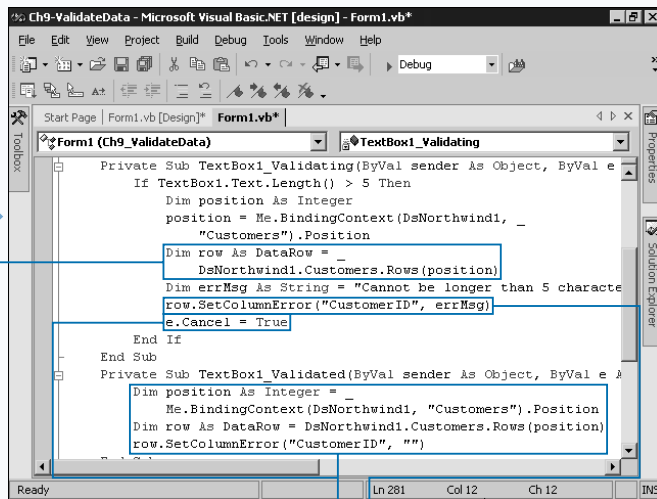 Ch9-ValidateData - Microsoft Visual Basic.NET [design] - Form1.vb*
File Edit View Project Build Debug Tools Window Help
Debug
Start Page Form1.vb [Design]* Form1.vb*
Toolbox
Form1 (Ch9_ValidateData) TextBox1_Validating
Properties
Solution Explorer
Private Sub TextBox1_Validating(ByVal sender As Object, ByVal e
If TextBox1.Text.Length() > 5 Then
Dim position As Integer
position = Me.BindingContext(DsNorthwind1, _
"Customers").Position
Dim row As DataRow = _
DsNorthwind1.Customers.Rows(position)
Dim errMsg As String = "Cannot be longer than 5 characte
row.SetColumnError("CustomerID", errMsg)
e.Cancel = True
End If
End Sub
Private Sub TextBox1_Validated(ByVal sender As Object, ByVal e A
Dim position As Integer = _
Me.BindingContext(DsNorthwind1, "Customers").Position
Dim row As DataRow = DsNorthwind1.Customers.Rows(position)
row.SetColumnError("CustomerID", "")
Ready Ln 281 Col 12 Ch 12 INS